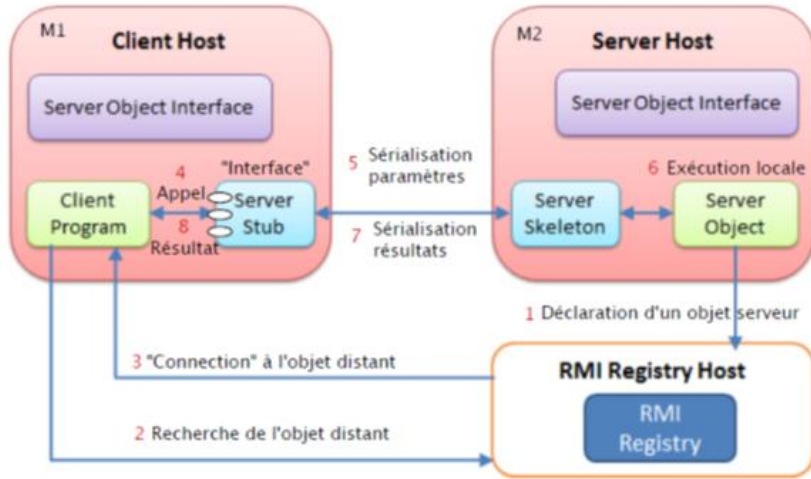 M1
Client Host
Server Object Interface
4
Appel
"Interface"
Client
Program
Server
Stub
8
Résultat
5 Sérialisation
paramètres
7 Sérialisation
résultats
M2
Server Host
Server Object Interface
6 Exécution locale
Server
Skeleton
Server
Object
1 Déclaration d'un objet serveur
3 "Connection" à l'objet distant
2 Recherche de l'objet distant
RMI Registry Host
RMI
Registry